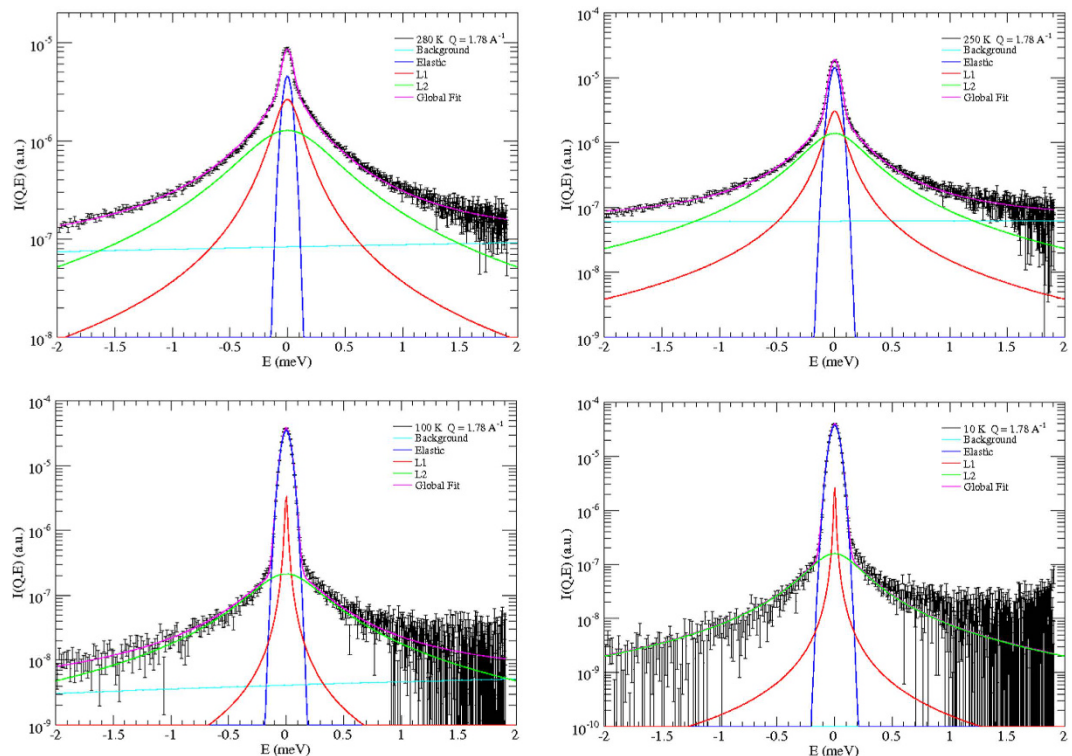 280 K Q = 1.78 A-1
Background
Elastic
L1
L2
Global Fit
I(Q,E) (a.u.)
10-5
10-6
10-7
10-8
-2 -1.5 -1 -0.5 0 0.5 1 1.5 2
E (meV)
250 K Q = 1.78 A-1
Background
Elastic
L1
L2
Global Fit
I(Q,E) (a.u.)
10-4
10-5
10-6
10-7
10-8
10-9
-2 -1.5 -1 -0.5 0 0.5 1 1.5 2
E (meV)
100 K Q = 1.78 A-1
Background
Elastic
L1
L2
Global Fit
I(Q,E) (a.u.)
10-4
10-5
10-6
10-7
10-8
10-9
-2 -1.5 -1 -0.5 0 0.5 1 1.5 2
E (meV)
10 K Q = 1.78 A-1
Background
Elastic
L1
L2
Global Fit
I(Q,E) (a.u.)
10-4
10-5
10-6
10-7
10-8
10-9
10-10
-2 -1.5 -1 -0.5 0 0.5 1 1.5 2
E (meV)